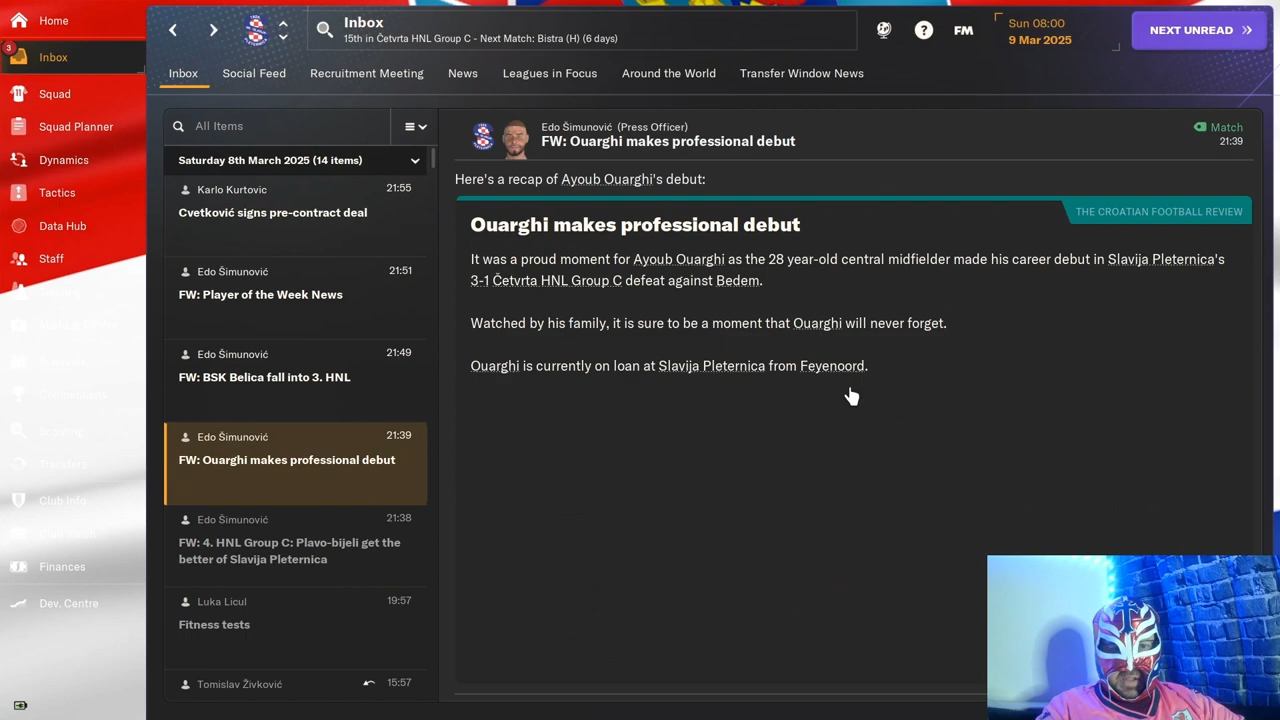 Home
3
Inbox
Squad
Squad Planner
Dynamics
Tactics
Data Hub
Staff
Club Info
Finances
Dev. Centre
Inbox
15th in Četvrta HNL Group C - Next Match: Bistra (H) (6 days)
FM
Sun 08:00
9 Mar 2025
NEXT UNREAD
Inbox
Social Feed
Recruitment Meeting
News
Leagues in Focus
Around the World
Transfer Window News
All Items
Saturday 8th March 2025 (14 items)
Karlo Kurtovic 21:55
Cvetković signs pre-contract deal
Edo Šimunović 21:51
FW: Player of the Week News
Edo Šimunović 21:49
FW: BSK Belica fall into 3. HNL
Edo Šimunović 21:39
FW: Ouarghi makes professional debut
Edo Šimunović 21:38
FW: 4. HNL Group C: Plavo-bijeli get the
better of Slavija Pleternica
Luka Licul 19:57
Fitness tests
Tomislav Živković 15:57
Edo Šimunović (Press Officer)
FW: Ouarghi makes professional debut
Match
21:39
Here's a recap of Ayoub Ouarghi's debut:
THE CROATIAN FOOTBALL REVIEW
Ouarghi makes professional debut
It was a proud moment for Ayoub Ouarghi as the 28 year-old central midfielder made his career debut in Slavija Pleternica's
3-1 Četvrta HNL Group C defeat against Bedem.
Watched by his family, it is sure to be a moment that Ouarghi will never forget.
Ouarghi is currently on loan at Slavija Pleternica from Feyenoord.